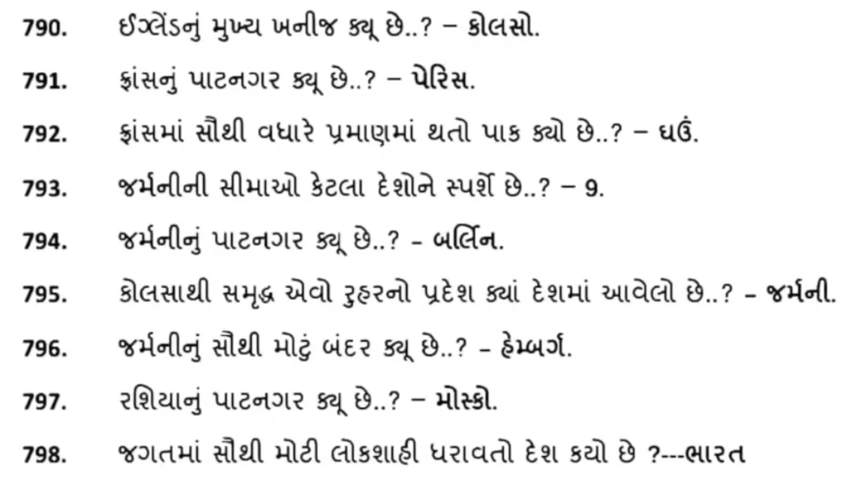 790. ઈગ્લેંડનું મુખ્ય ખનીજ ક્યૂ છે..? – કોલસો.
791. ફ્રાંસનું પાટનગર ક્યૂ છે..? – પેરિસ.
792. ફ્રાંસમાં સૌથી વધારે પ્રમાણમાં થતો પાક ક્યો છે..? – ઘઉં.
793. જર્મનીની સીમાઓ કેટલા દેશોને સ્પર્શે છે..? – 9.
794. જર્મનીનું પાટનગર ક્યૂ છે..? - બર્લિન.
795. કોલસાથી સમૃદ્ધ એવો રુહરનો પ્રદેશ ક્યાં દેશમાં આવેલો છે..? - જર્મની.
796. જર્મનીનું સૌથી મોટું બંદર ક્યૂ છે..? - હેમ્બર્ગ.
797. રશિયાનું પાટનગર ક્યૂ છે..? – મોસ્કો.
798. જગતમાં સૌથી મોટી લોકશાહી ધરાવતો દેશ કયો છે ?---ભારત